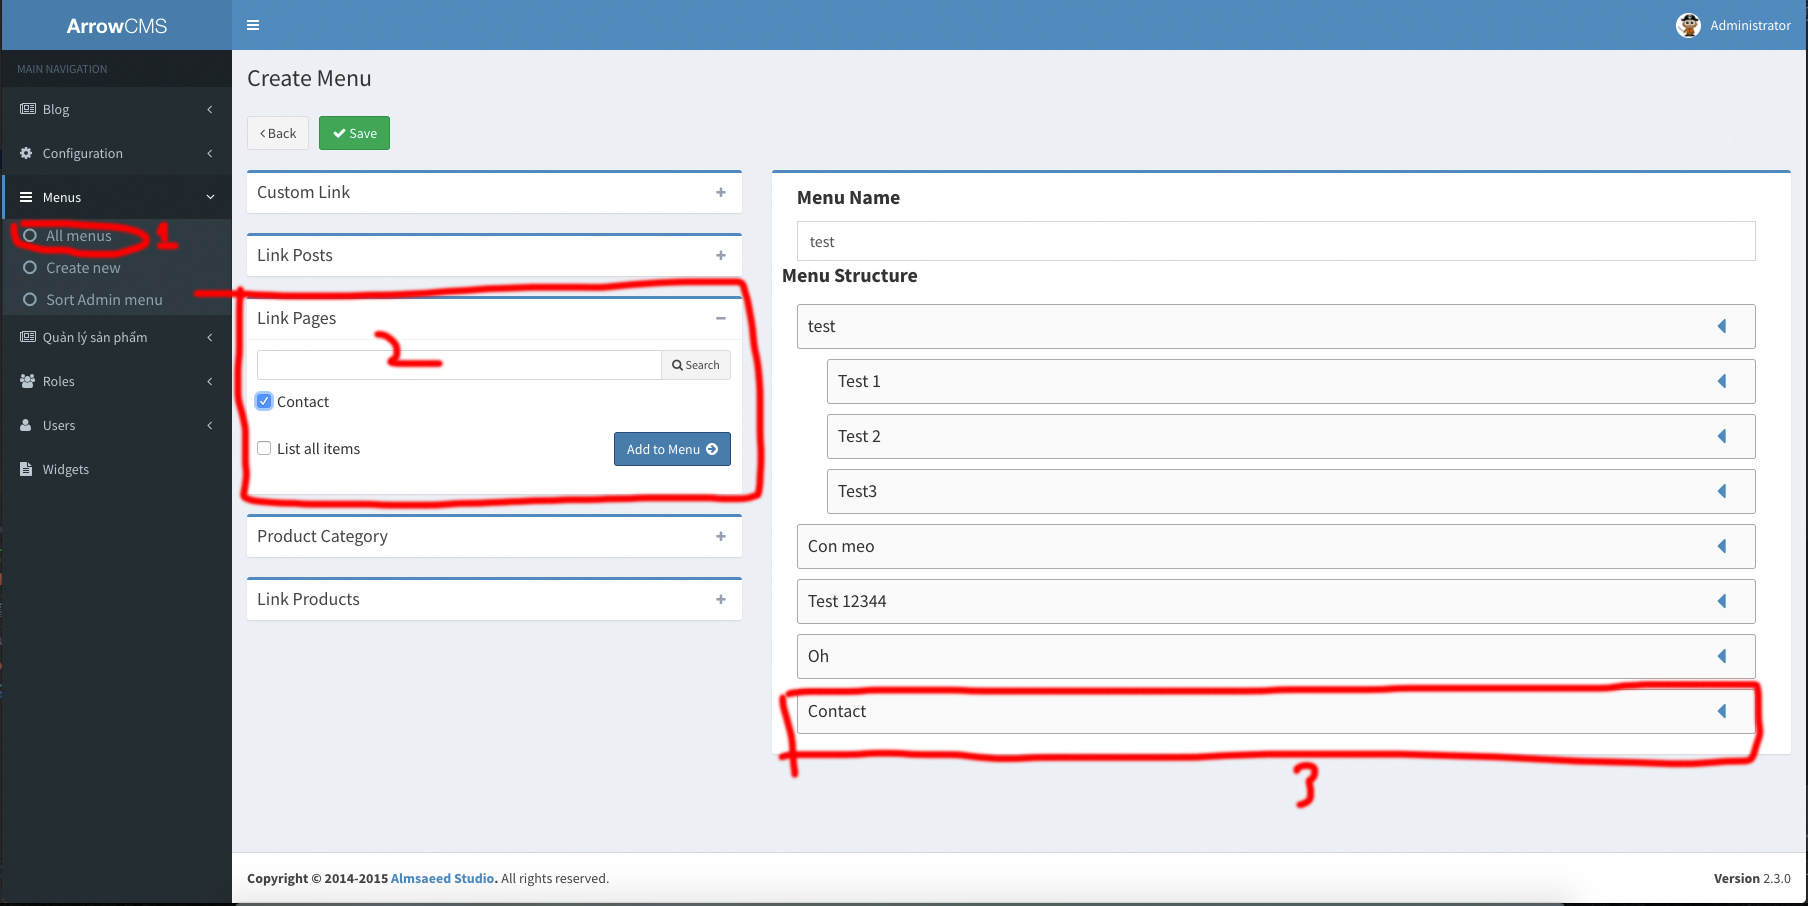 ArrowCMS
Administrator
MAIN NAVIGATION
Blog
Configuration
Menus
All menus 1
Create new
Sort Admin menu
Quản lý sản phẩm
Roles
Users
Widgets
Create Menu
Back
Save
Custom Link
Link Posts
Link Pages
2
Search
Contact
List all items
Add to Menu
Product Category
Link Products
Menu Name
test
Menu Structure
test
Test 1
Test 2
Test3
Con meo
Test 12344
Oh
Contact
3
Copyright © 2014-2015 Almsaeed Studio. All rights reserved.
Version 2.3.0